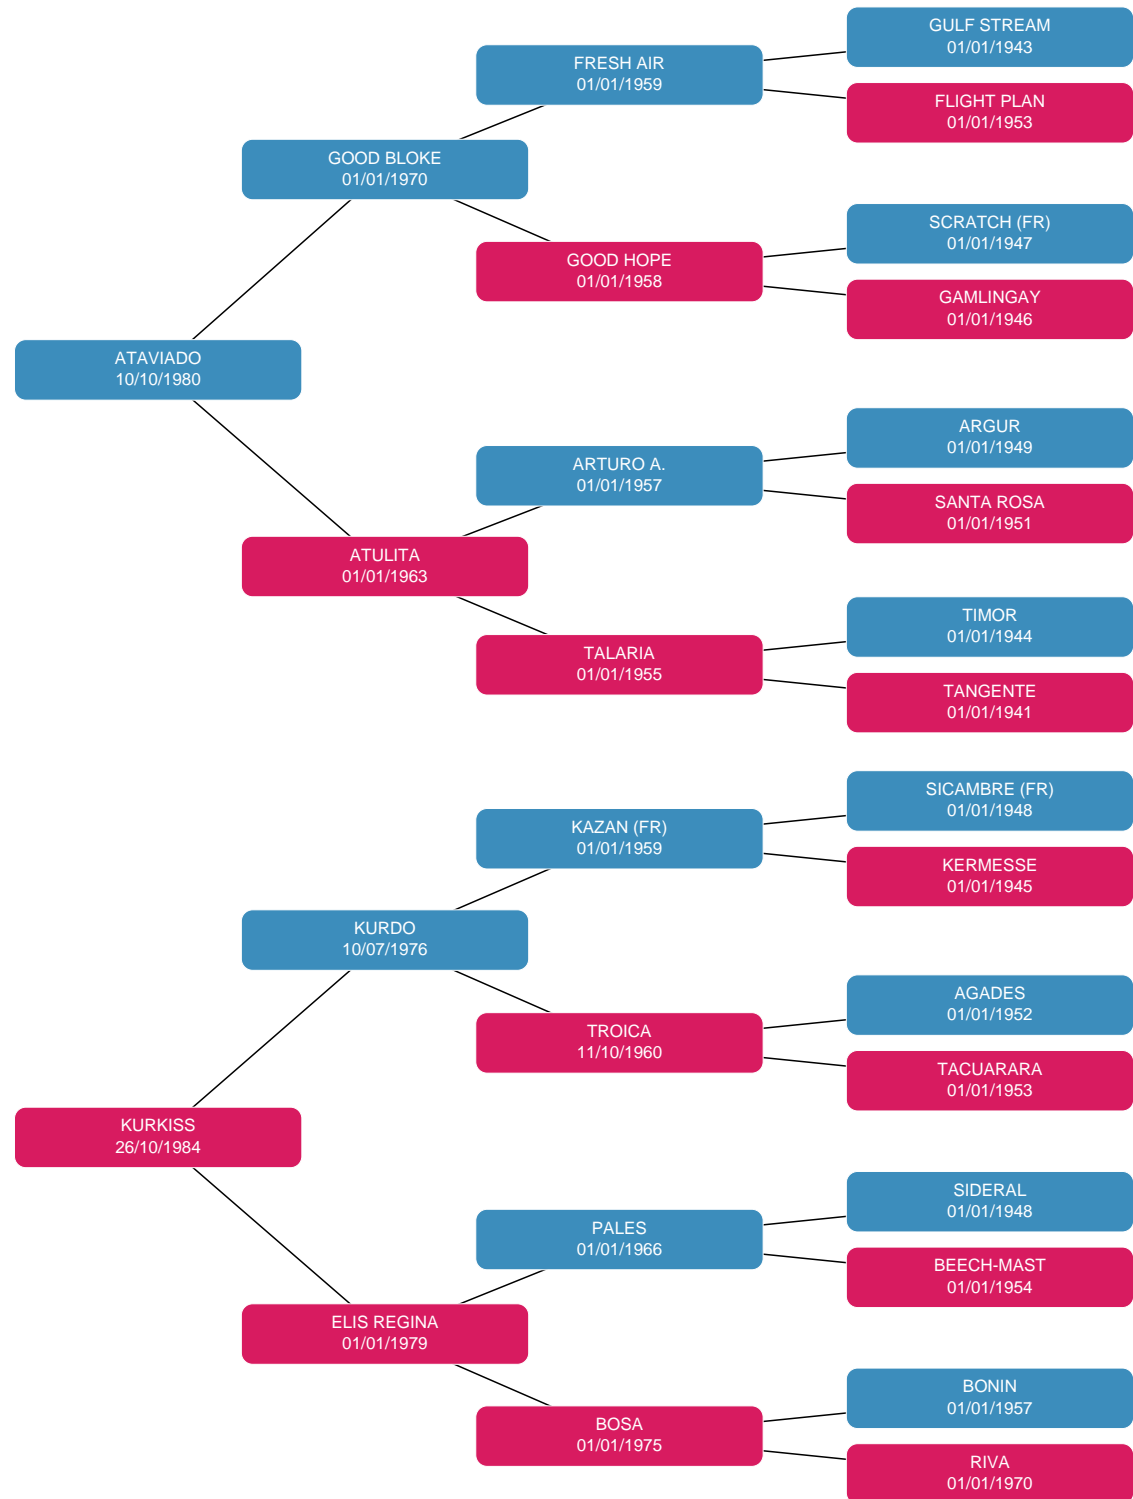 GULF STREAM
01/01/1943
FRESH AIR
01/01/1959
FLIGHT PLAN
01/01/1953
GOOD BLOKE
01/01/1970
SCRATCH (FR)
01/01/1947
GOOD HOPE
01/01/1958
GAMLINGAY
01/01/1946
ATAVIADO
10/10/1980
ARGUR
01/01/1949
ARTURO A.
01/01/1957
SANTA ROSA
01/01/1951
ATULITA
01/01/1963
TIMOR
01/01/1944
TALARIA
01/01/1955
TANGENTE
01/01/1941
SICAMBRE (FR)
01/01/1948
KAZAN (FR)
01/01/1959
KERMESSE
01/01/1945
KURDO
10/07/1976
AGADES
01/01/1952
TROICA
11/10/1960
TACUARARA
01/01/1953
KURKISS
26/10/1984
SIDERAL
01/01/1948
PALES
01/01/1966
BEECH-MAST
01/01/1954
ELIS REGINA
01/01/1979
BONIN
01/01/1957
BOSA
01/01/1975
RIVA
01/01/1970